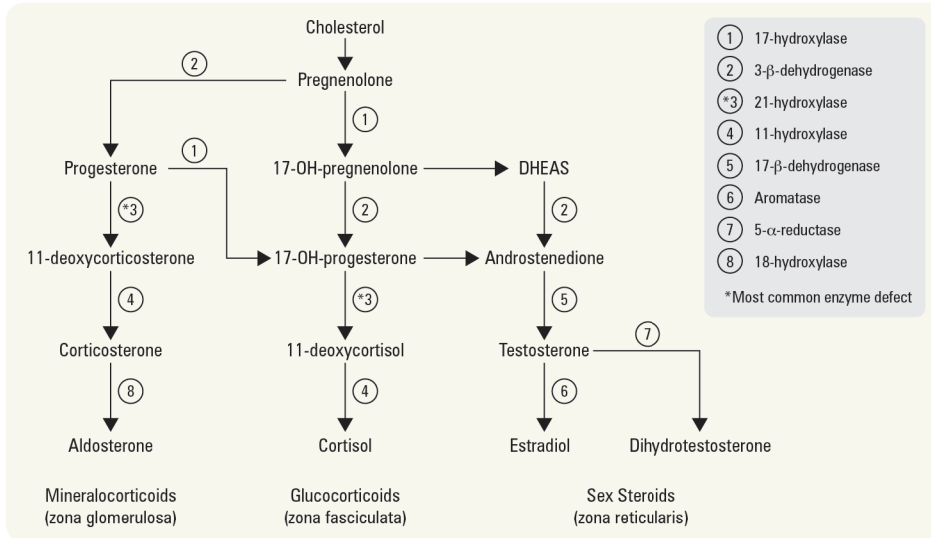 Cholesterol
2
Pregnenolone
1
1
Progesterone
17-OH-pregnenolone
DHEAS
*3
2
2
11-deoxycorticosterone
17-OH-progesterone
Androstenedione
4
*3
5
7
Corticosterone
11-deoxycortisol
Testosterone
8
4
6
Aldosterone
Cortisol
Estradiol
Dihydrotestosterone
Mineralocorticoids
(zona glomerulosa)
Glucocorticoids
(zona fasciculata)
Sex Steroids
(zona reticularis)
1 17-hydroxylase
2 3-β-dehydrogenase
*3 21-hydroxylase
4 11-hydroxylase
5 17-β-dehydrogenase
6 Aromatase
7 5-α-reductase
8 18-hydroxylase
*Most common enzyme defect